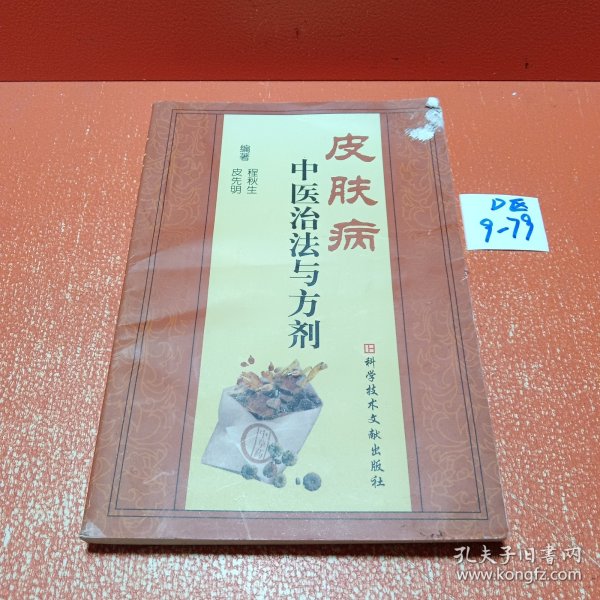 皮肤病
中医治法与方剂
编著 程秋生
皮先明
科学技术文献出版社
D医
9-79
孔夫子旧书网
www.kongfz.com